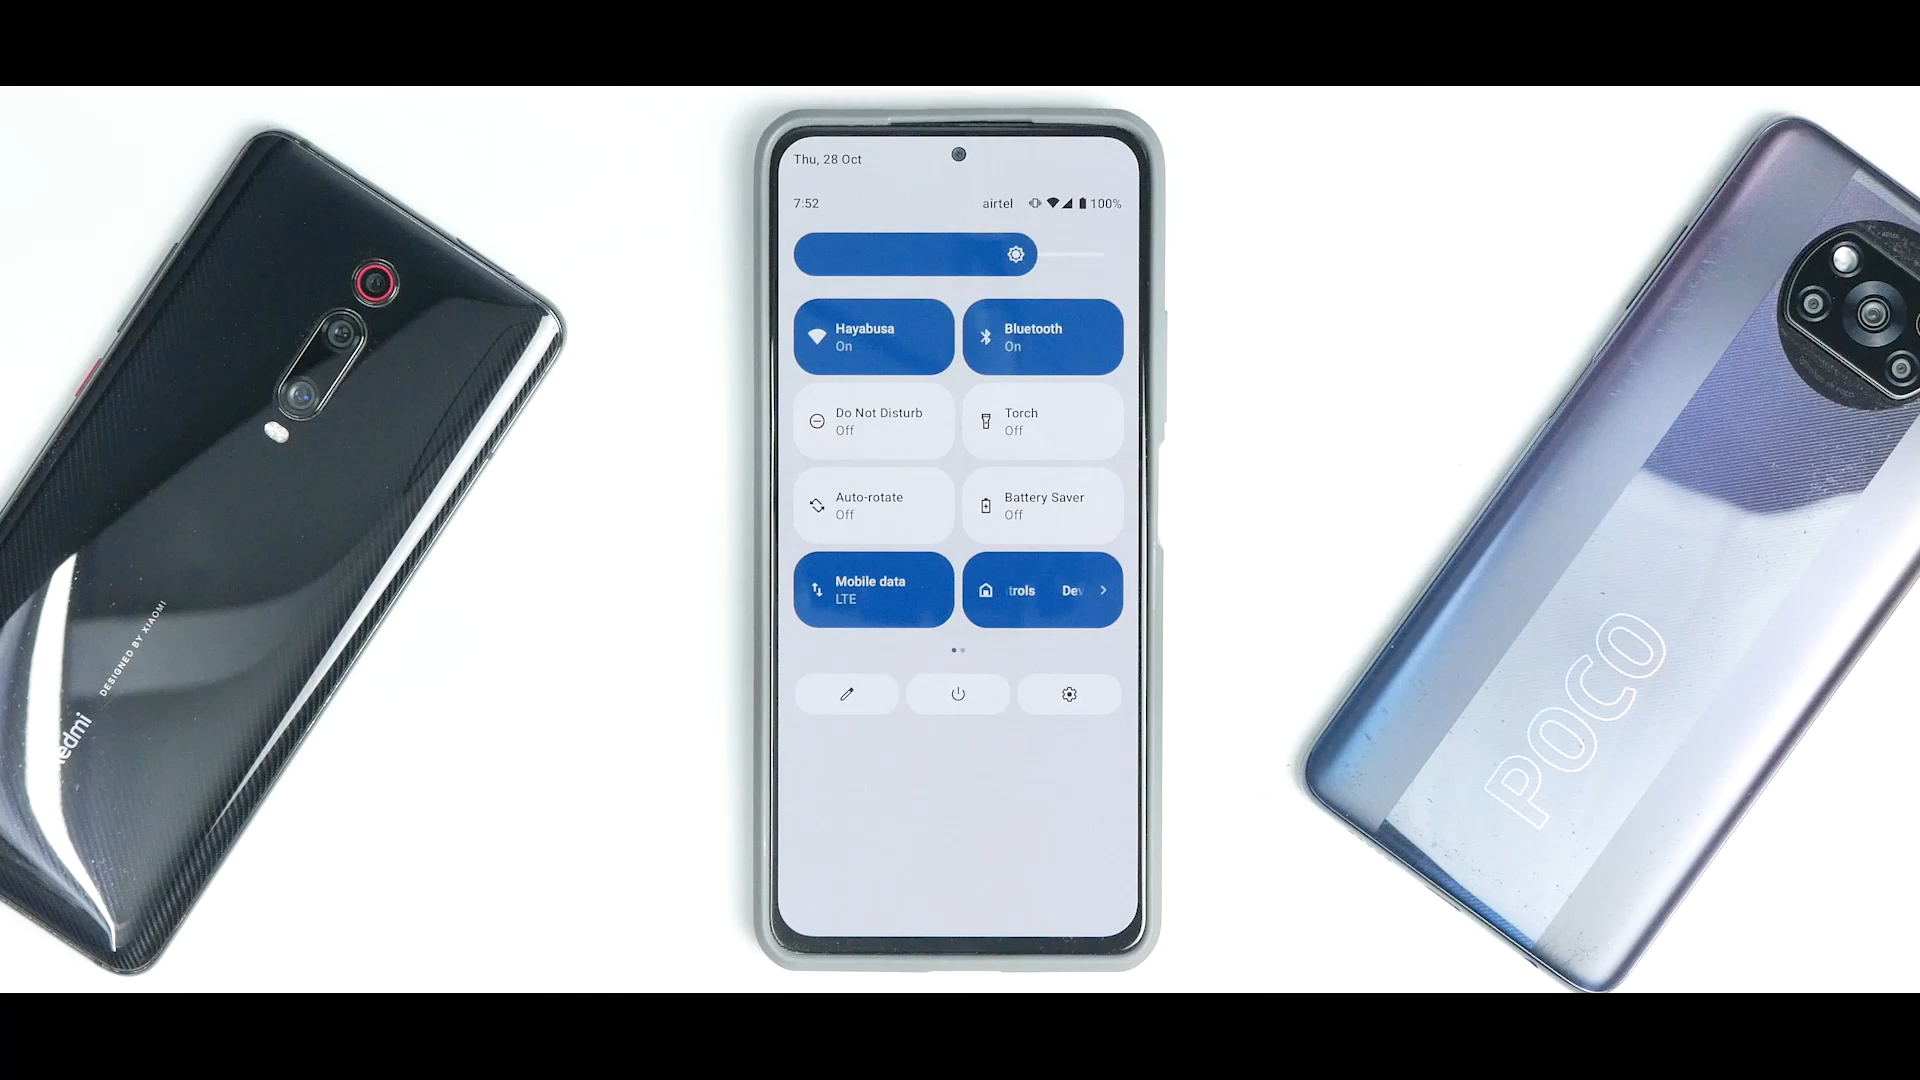 Thu, 28 Oct
7:52
airtel
100%
Hayabusa
On
Bluetooth
On
Do Not Disturb
Off
Torch
Off
Auto-rotate
Off
Battery Saver
Off
Mobile data
LTE
trols Dev
DESIGNED BY XIAOMI
Redmi
POCO